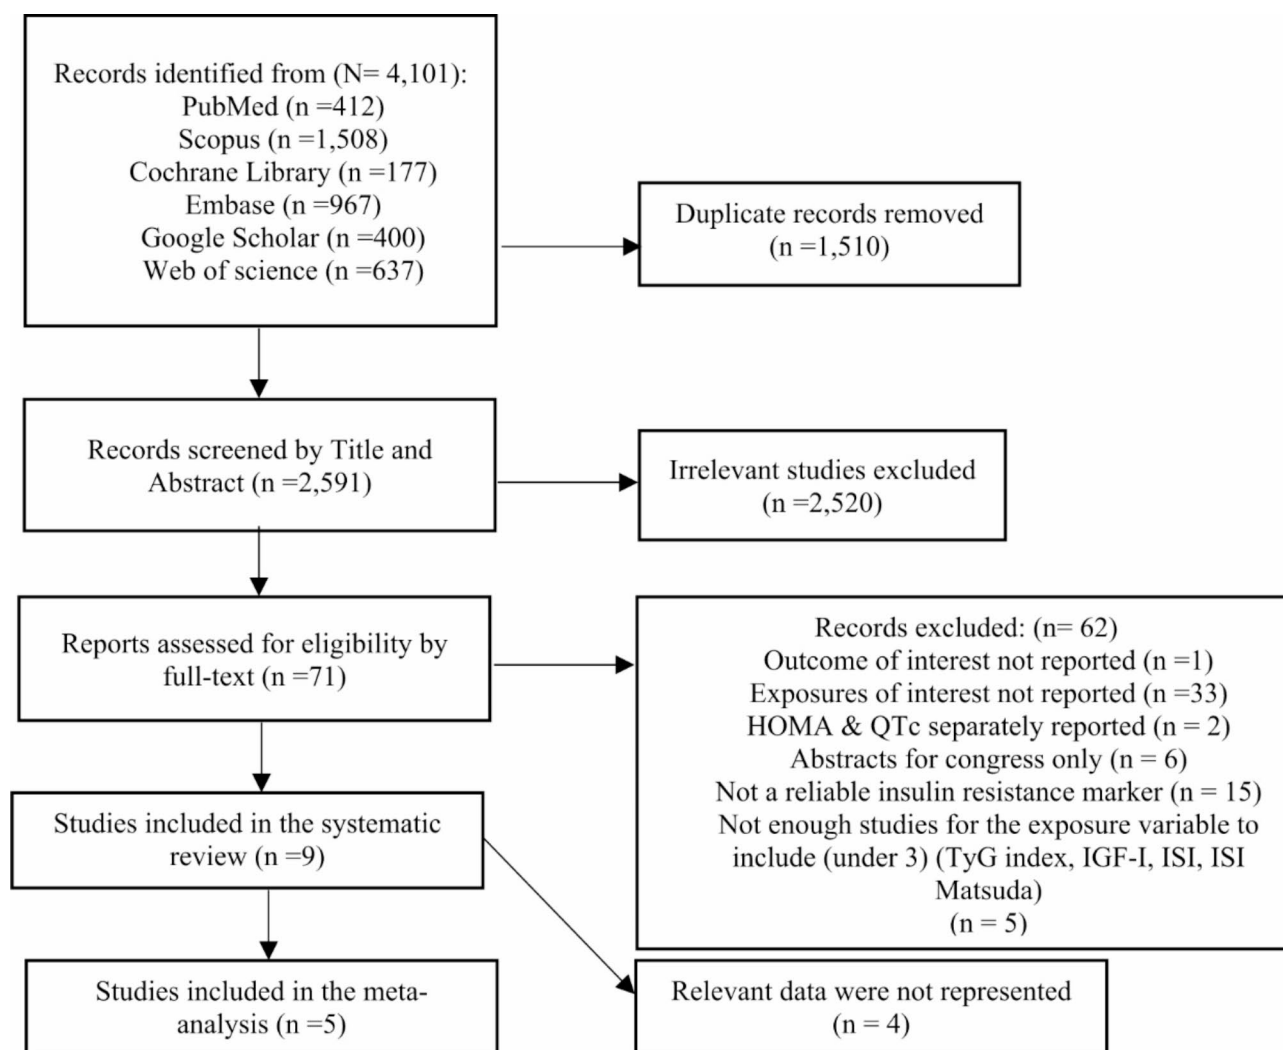 Records identified from (N= 4,101):
PubMed (n =412)
Scopus (n =1,508)
Cochrane Library (n =177)
Embase (n =967)
Google Scholar (n =400)
Web of science (n =637)
Duplicate records removed
(n =1,510)
Records screened by Title and
Abstract (n =2,591)
Irrelevant studies excluded
(n =2,520)
Reports assessed for eligibility by
full-text (n =71)
Records excluded: (n= 62)
Outcome of interest not reported (n =1)
Exposures of interest not reported (n =33)
HOMA & QTc separately reported (n = 2)
Abstracts for congress only (n = 6)
Not a reliable insulin resistance marker (n = 15)
Not enough studies for the exposure variable to
include (under 3) (TyG index, IGF-I, ISI, ISI
Matsuda)
(n = 5)
Studies included in the systematic
review (n =9)
Studies included in the meta-
analysis (n =5)
Relevant data were not represented
(n = 4)